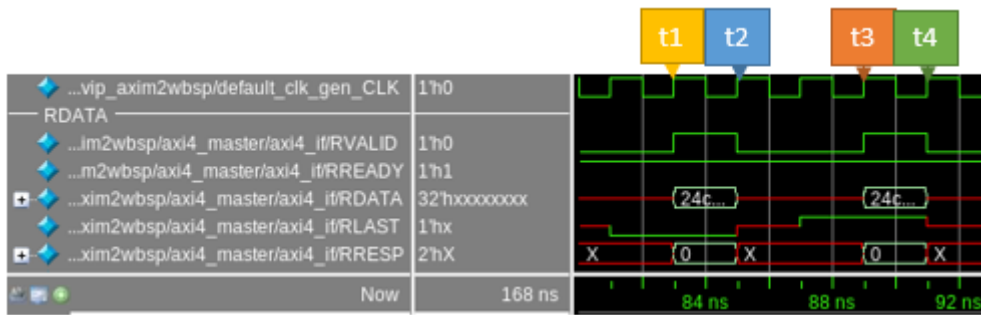 t1 t2 t3 t4
...vip_axim2wbsp/default_clk_gen_CLK 1'h0
RDATA
...im2wbsp/axi4_master/axi4_if/RVALID 1'h0
...m2wbsp/axi4_master/axi4_if/RREADY 1'h1
...xim2wbsp/axi4_master/axi4_if/RDATA 32'hxxxxxxxx 24c... 24c...
...xim2wbsp/axi4_master/axi4_if/RLAST 1'hx
...xim2wbsp/axi4_master/axi4_if/RRESP 2'hX X 0 X 0 X
Now 168 ns 84 ns 88 ns 92 ns